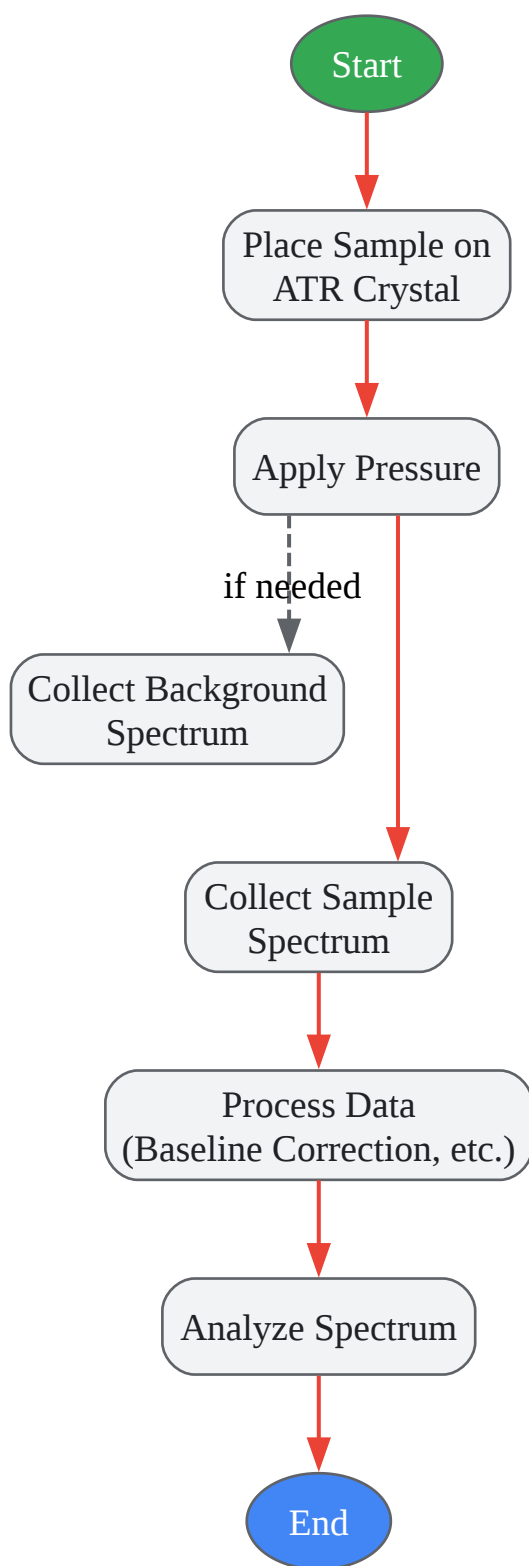 Start
Place Sample on
ATR Crystal
Apply Pressure
if needed
Collect Background
Spectrum
Collect Sample
Spectrum
Process Data
(Baseline Correction, etc.)
Analyze Spectrum
End